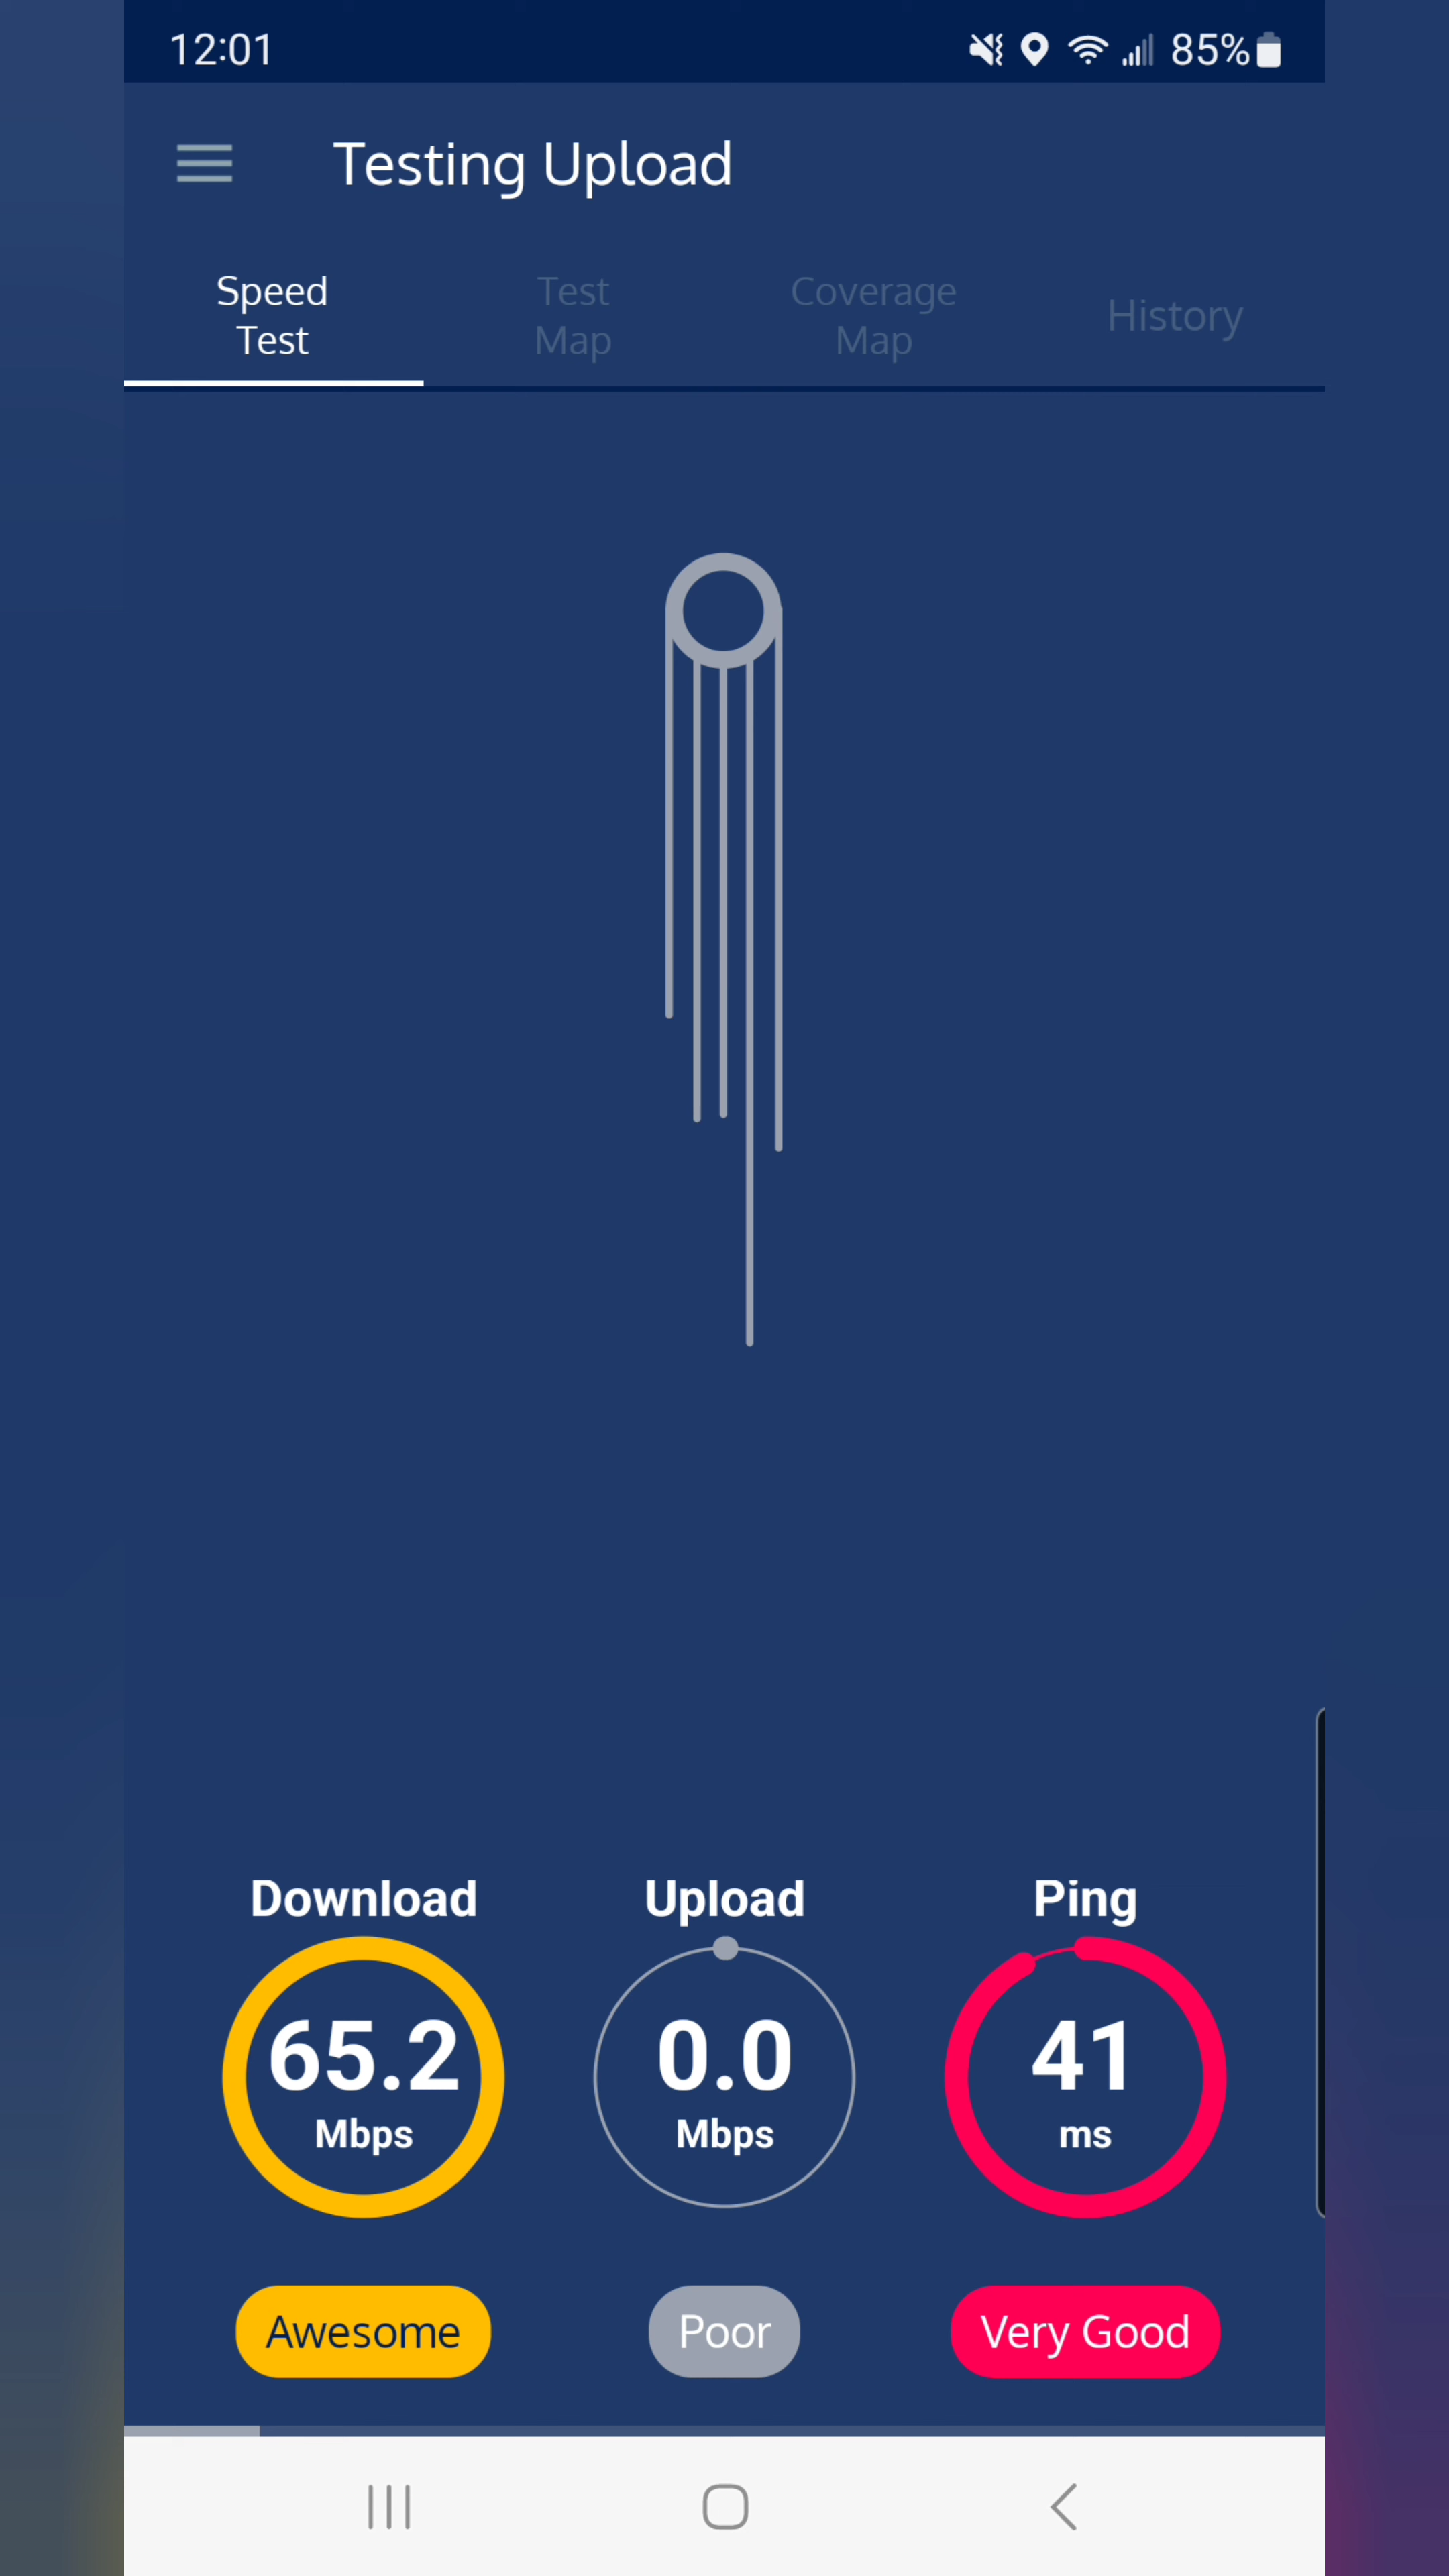 12:01
85%
Testing Upload
Speed
Test
Test
Map
Coverage
Map
History
Download
Upload
Ping
65.2
Mbps
0.0
Mbps
41
ms
Awesome
Poor
Very Good